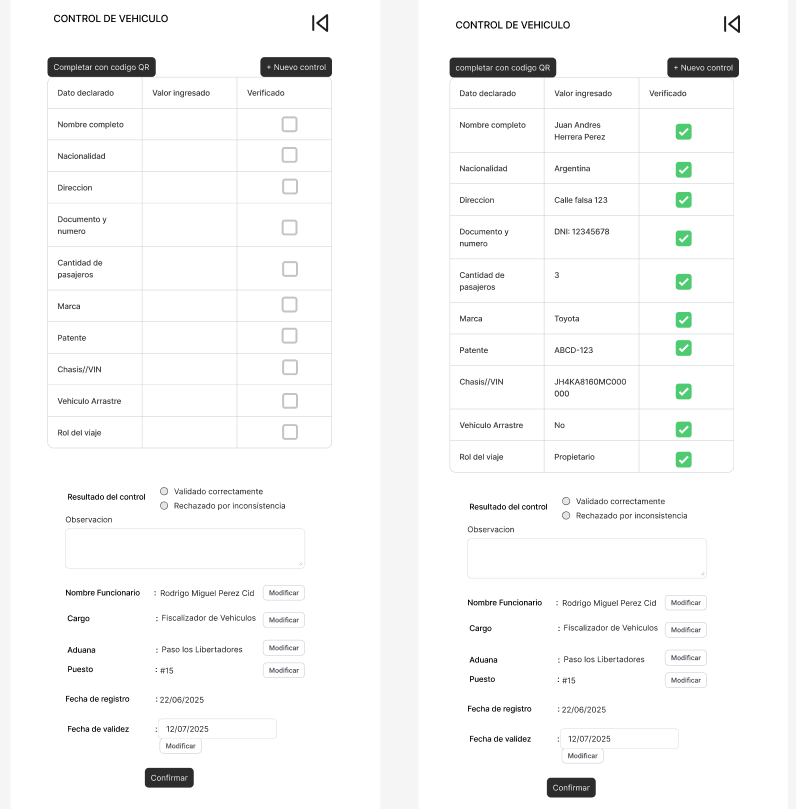 CONTROL DE VEHICULO
Completar con codigo QR
+ Nuevo control
Dato declarado Valor ingresado Verificado
Nombre completo
Nacionalidad
Direccion
Documento y
numero
Cantidad de
pasajeros
Marca
Patente
Chasis//VIN
Vehiculo Arrastre
Rol del viaje
Resultado del control
Validado correctamente
Rechazado por inconsistencia
Observacion
Nombre Funcionario : Rodrigo Miguel Perez Cid Modificar
Cargo : Fiscalizador de Vehiculos Modificar
Aduana : Paso los Libertadores Modificar
Puesto : #15 Modificar
Fecha de registro : 22/06/2025
Fecha de validez : 12/07/2025
Modificar
Confirmar
CONTROL DE VEHICULO
completar con codigo QR
+ Nuevo control
Dato declarado Valor ingresado Verificado
Nombre completo Juan Andres
Herrera Perez
Nacionalidad Argentina
Direccion Calle falsa 123
Documento y DNI: 12345678
numero
Cantidad de 3
pasajeros
Marca Toyota
Patente ABCD-123
Chasis//VIN JH4KA8160MC000
000
Vehiculo Arrastre No
Rol del viaje Propietario
Resultado del control
Validado correctamente
Rechazado por inconsistencia
Observacion
Nombre Funcionario : Rodrigo Miguel Perez Cid Modificar
Cargo : Fiscalizador de Vehiculos Modificar
Aduana : Paso los Libertadores Modificar
Puesto : #15 Modificar
Fecha de registro : 22/06/2025
Fecha de validez : 12/07/2025
Modificar
Confirmar